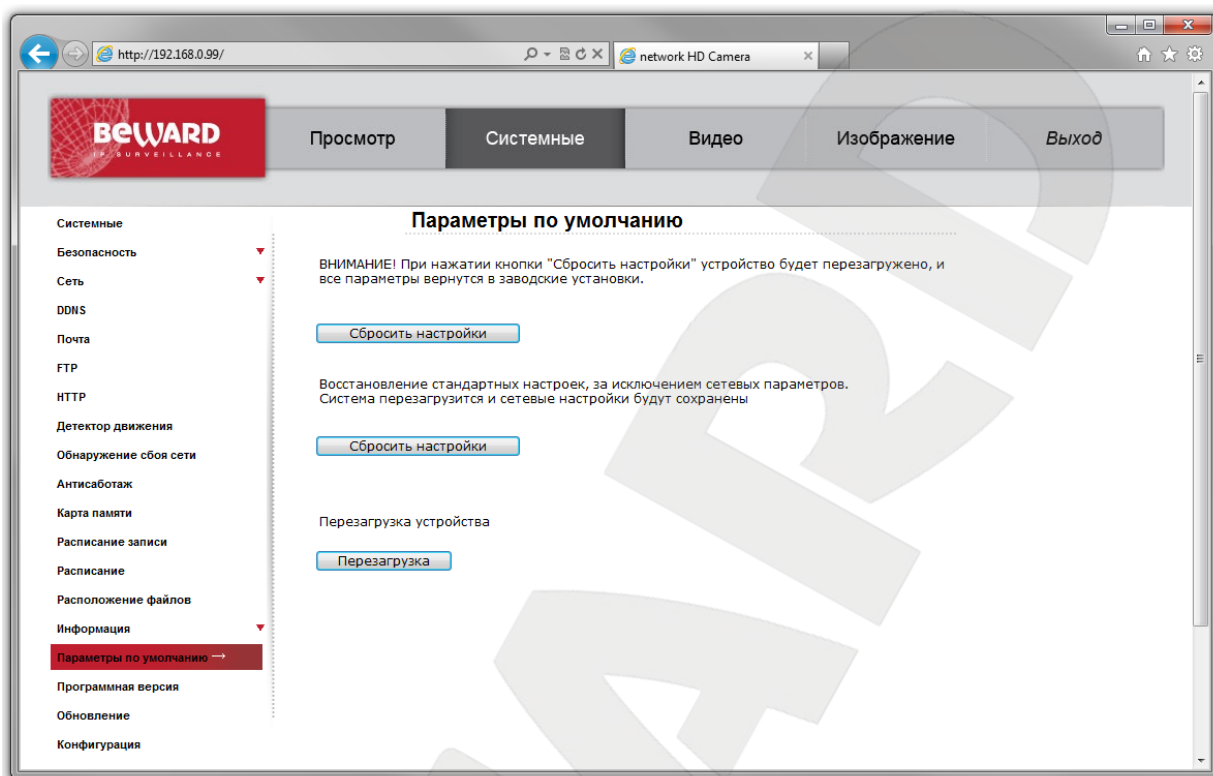 http://192.168.0.99/
network HD Camera
BEWARD
IP SURVEILLANCE
Просмотр
Системные
Видео
Изображение
Выход
Системные
Безопасность
Сеть
DDNS
Почта
FTP
HTTP
Детектор движения
Обнаружение сбоя сети
Антисаботаж
Карта памяти
Расписание записи
Расписание
Расположение файлов
Информация
Параметры по умолчанию →
Программная версия
Обновление
Конфигурация
Параметры по умолчанию
ВНИМАНИЕ! При нажатии кнопки "Сбросить настройки" устройство будет перезагружено, и
все параметры вернутся в заводские установки.
Сбросить настройки
Восстановление стандартных настроек, за исключением сетевых параметров.
Система перезагрузится и сетевые настройки будут сохранены
Сбросить настройки
Перезагрузка устройства
Перезагрузка